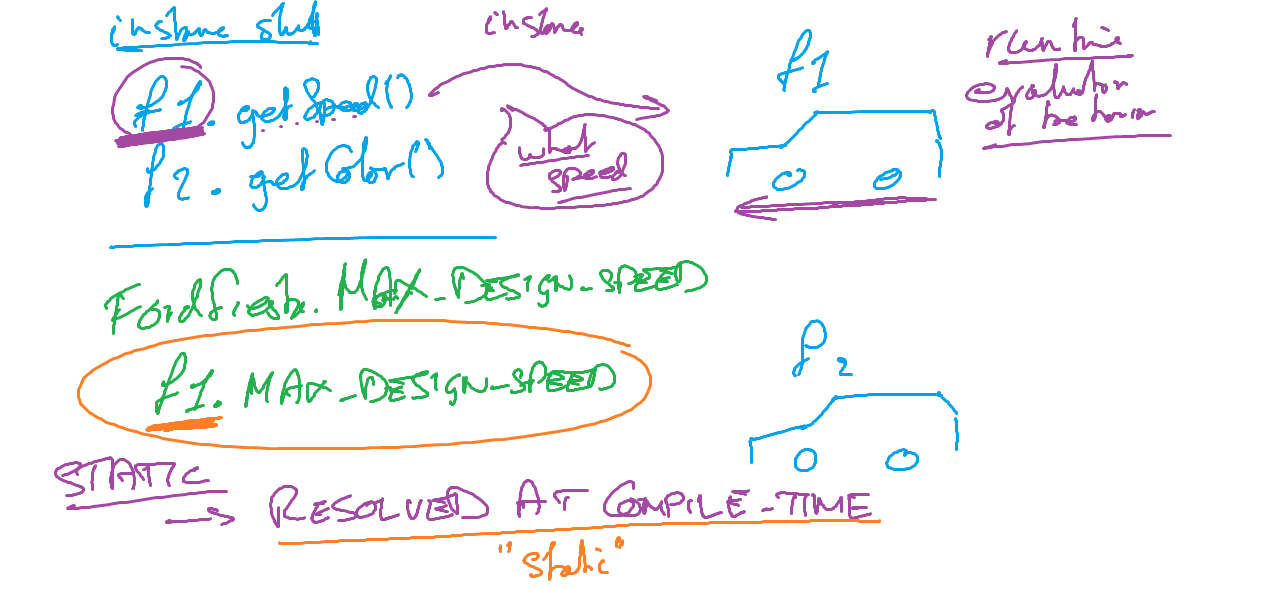 instance stuff
instance
f1
runtime
evaluation
of behavior
f1. getSpeed()
f2. getColor()
what
speed
FordFiesta. MAX_DESIGN_SPEED
f1. MAX_DESIGN_SPEED
f2
STATIC
RESOLVED AT COMPILE-TIME
"static"